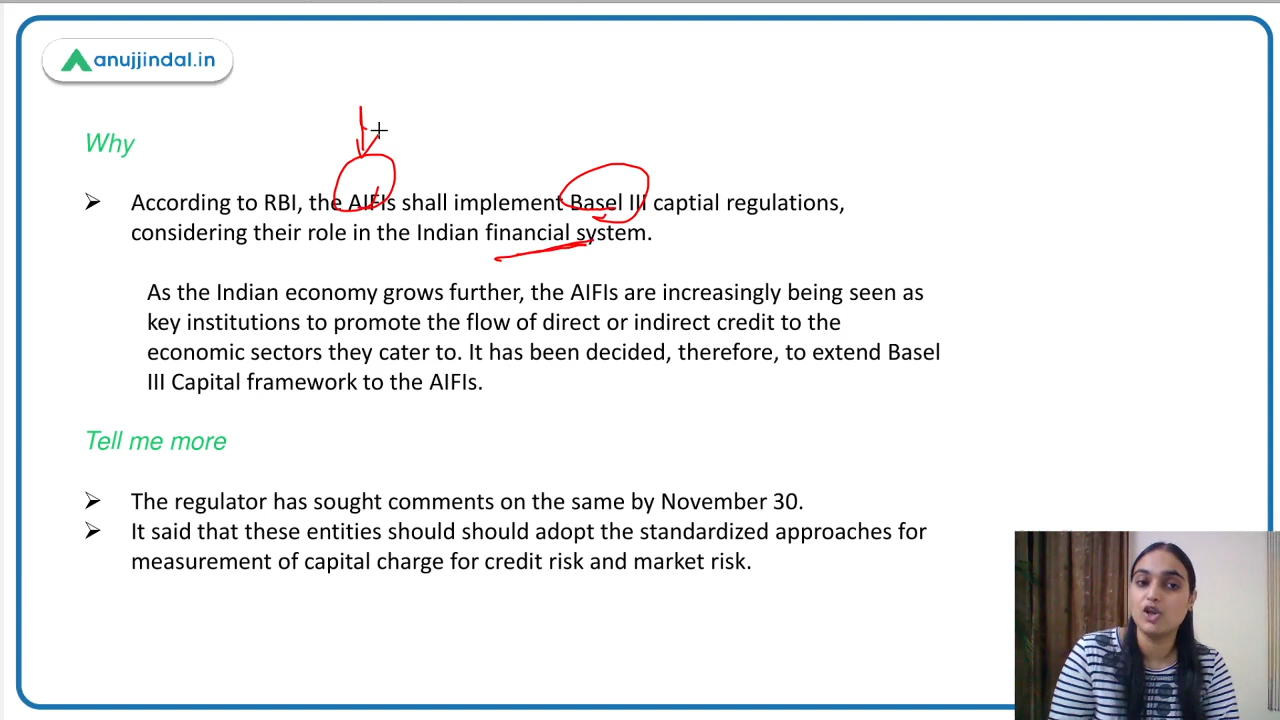 anujjindal.in
Why
➢ According to RBI, the AIFIs shall implement Basel III captial regulations,
considering their role in the Indian financial system.
As the Indian economy grows further, the AIFIs are increasingly being seen as
key institutions to promote the flow of direct or indirect credit to the
economic sectors they cater to. It has been decided, therefore, to extend Basel
III Capital framework to the AIFIs.
Tell me more
➢ The regulator has sought comments on the same by November 30.
➢ It said that these entities should should adopt the standardized approaches for
measurement of capital charge for credit risk and market risk.